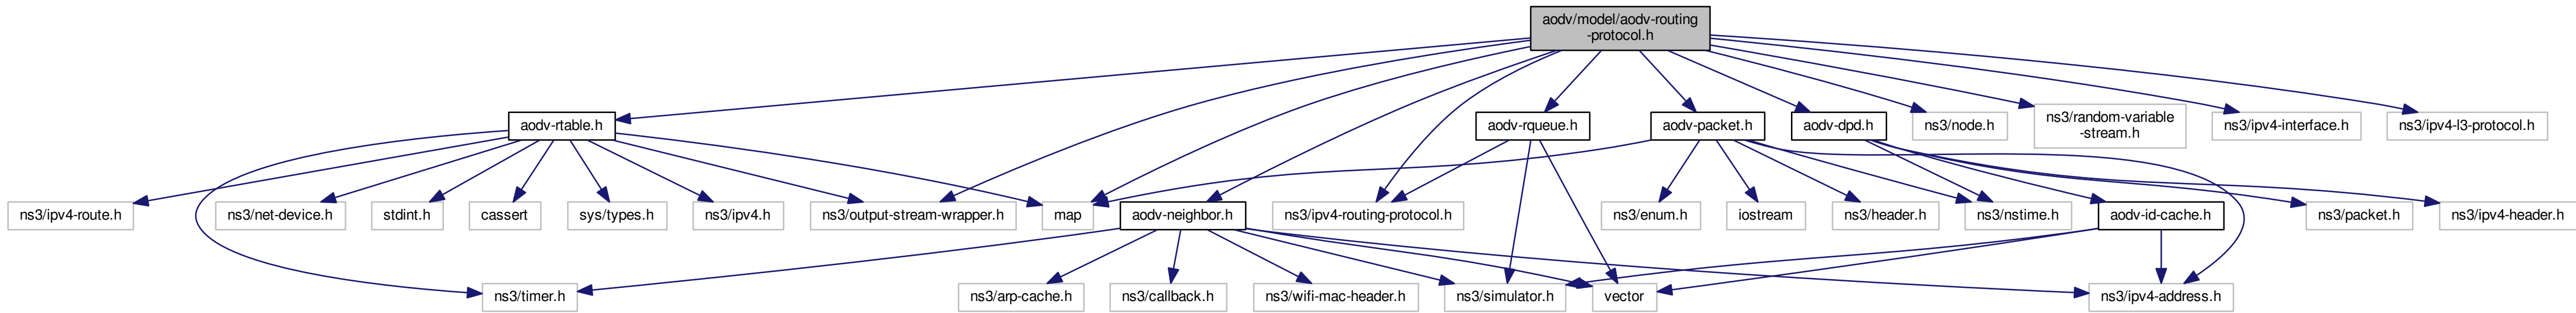 aodv/model/aodv-routing
-protocol.h
aodv-rtable.h
aodv-rqueue.h
aodv-packet.h
aodv-dpd.h
ns3/node.h
ns3/random-variable
-stream.h
ns3/ipv4-interface.h
ns3/ipv4-l3-protocol.h
ns3/ipv4-route.h
ns3/net-device.h
stdint.h
cassert
sys/types.h
ns3/ipv4.h
ns3/output-stream-wrapper.h
map
aodv-neighbor.h
ns3/ipv4-routing-protocol.h
ns3/enum.h
iostream
ns3/header.h
ns3/nstime.h
aodv-id-cache.h
ns3/packet.h
ns3/ipv4-header.h
ns3/timer.h
ns3/arp-cache.h
ns3/callback.h
ns3/wifi-mac-header.h
ns3/simulator.h
vector
ns3/ipv4-address.h